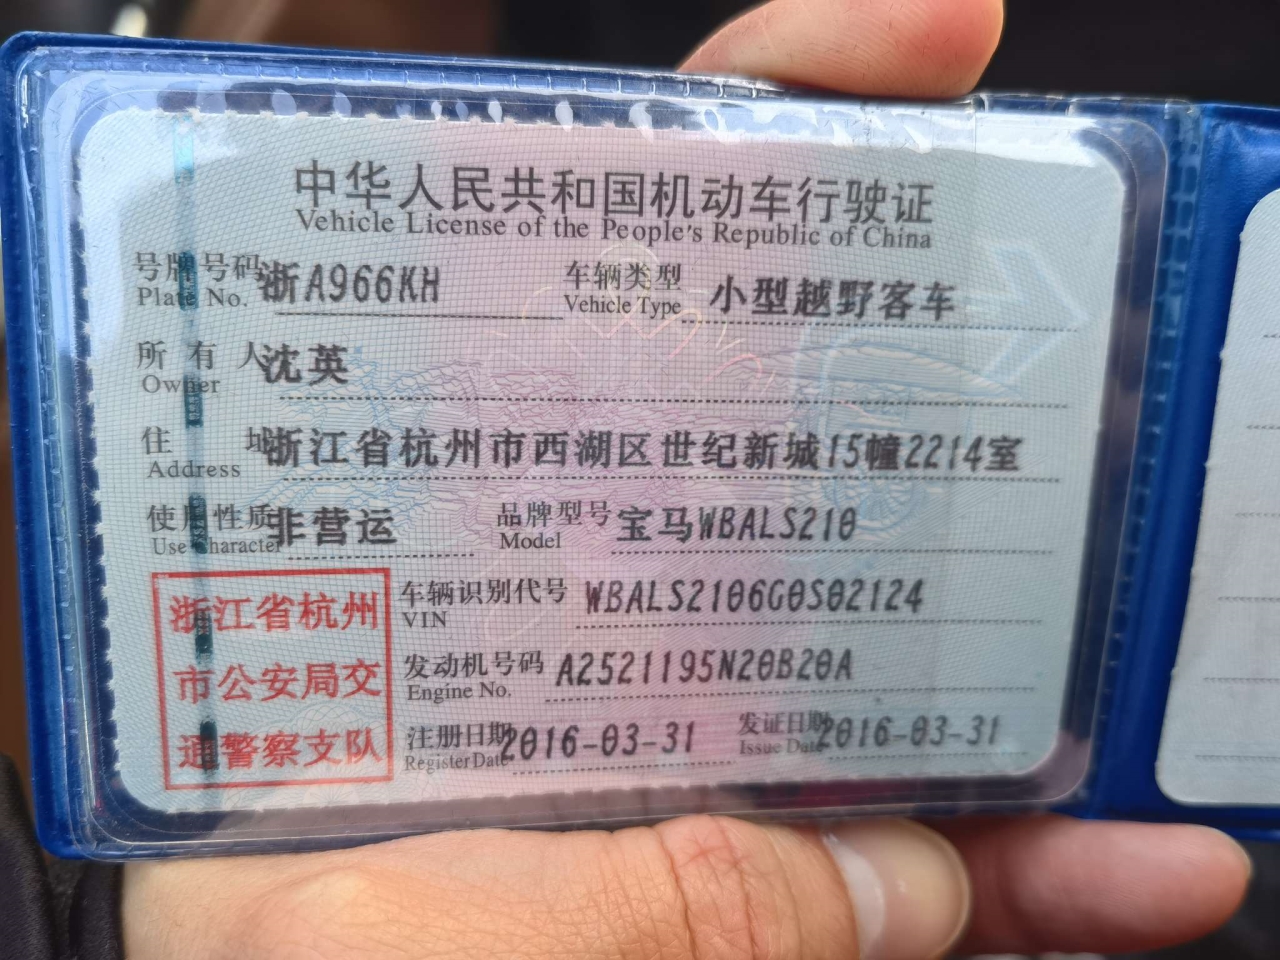 中华人民共和国机动车行驶证
Vehicle License of the People's Republic of China
号牌号码 浙A966KH 车辆类型 小型越野客车
Plate No. Vehicle Type
所有人 沈英
Owner
住址 浙江省杭州市西湖区世纪新城15幢2214室
Address
使用性质 非营运 品牌型号 宝马WBALS210
Use Character Model
浙江省杭州
市公安局交
通警察支队
车辆识别代号 WBALS2106G0S02124
VIN
发动机号码 A2521195N20B20A
Engine No.
注册日期 2016-03-31 发证日期 2016-03-31
Register Date Issue Date